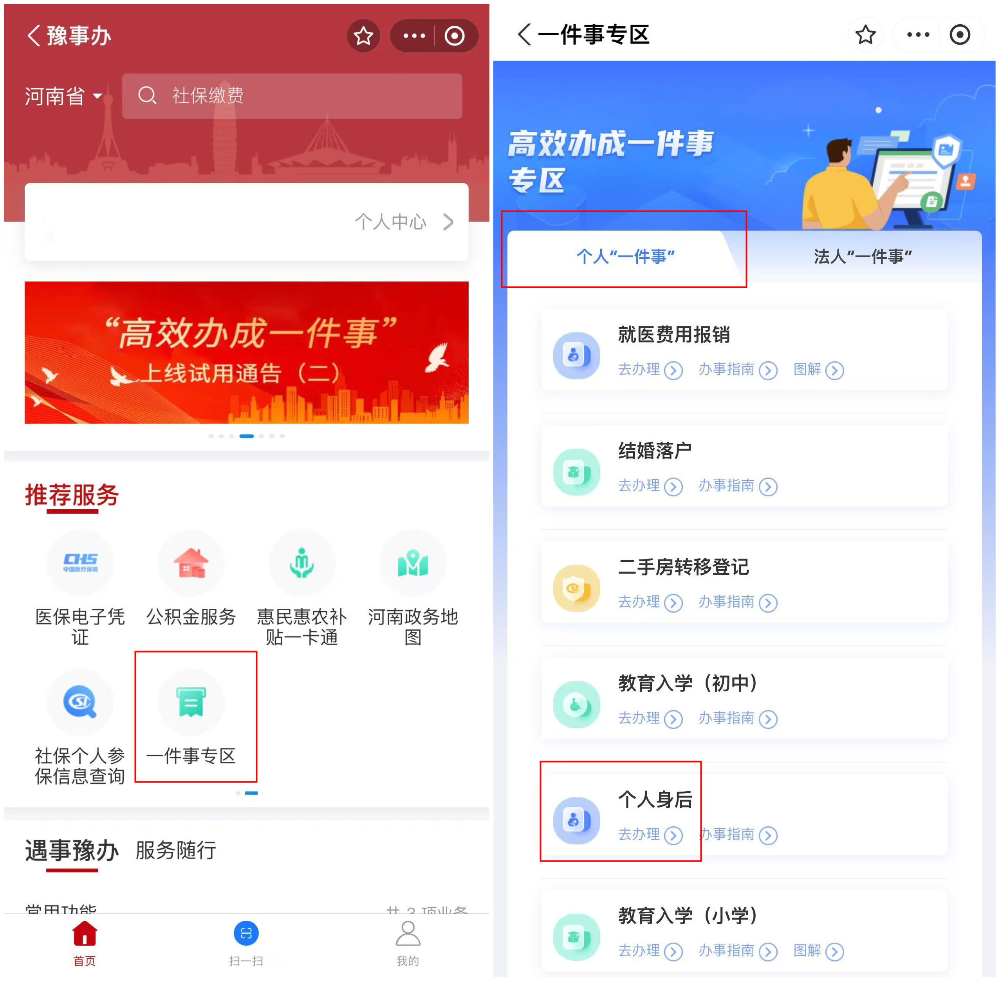 豫事办
河南省
社保缴费
个人中心
“高效办成一件事”
上线试用通告（二）
推荐服务
CHS
中国医疗保障
医保电子凭
证
公积金服务
惠民惠农补
贴一卡通
河南政务地
图
社保个人参
保信息查询
一件事专区
遇事豫办 服务随行
常用功能
共 3 项业务
首页
扫一扫
我的
一件事专区
高效办成一件事
专区
个人“一件事”
法人“一件事”
就医费用报销
去办理 办事指南 图解
结婚落户
去办理 办事指南
二手房转移登记
去办理 办事指南
教育入学（初中）
去办理 办事指南
个人身后
去办理 办事指南
教育入学（小学）
去办理 办事指南 图解